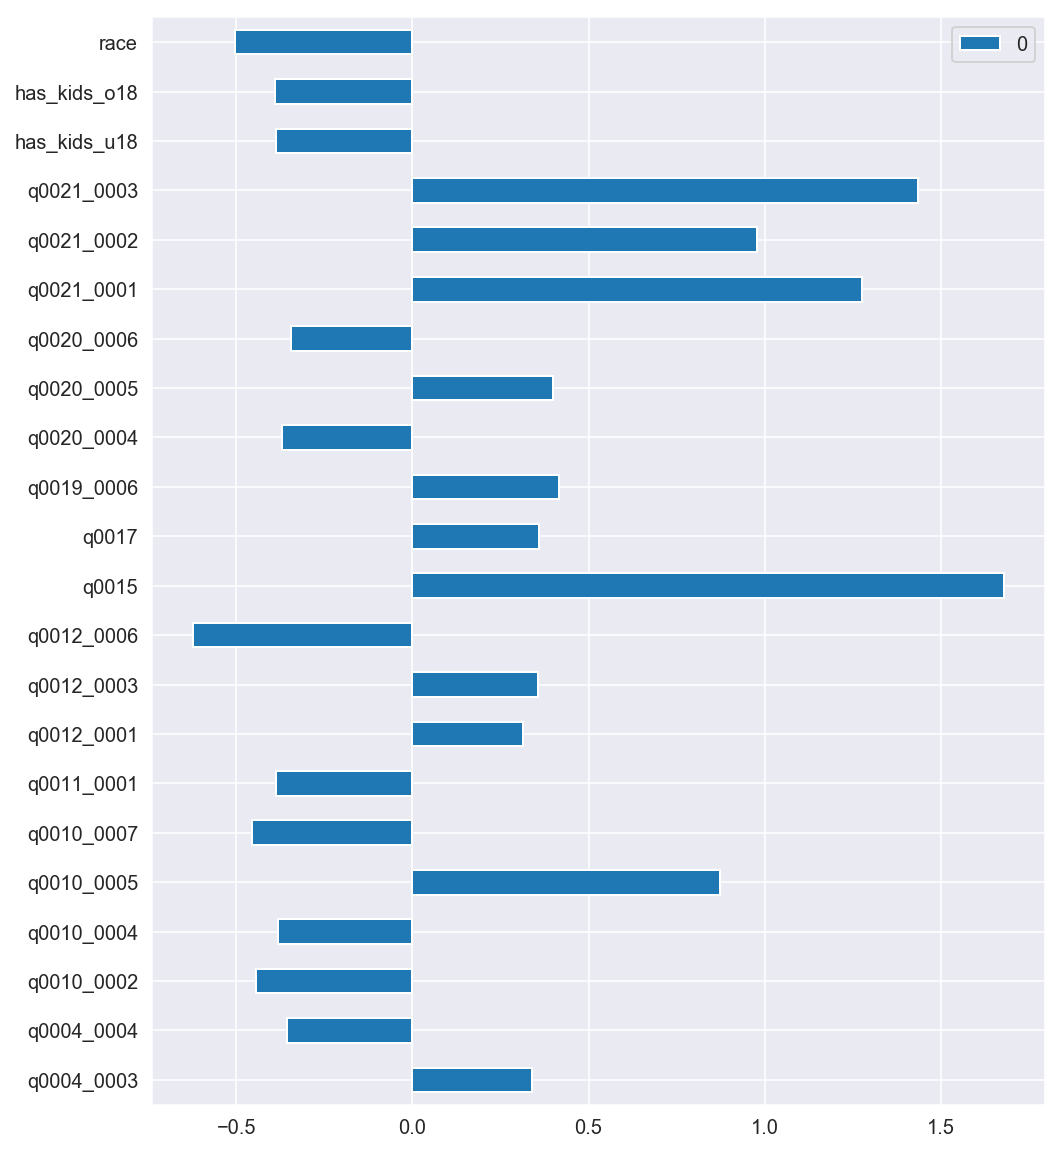 0
race
has_kids_o18
has_kids_u18
q0021_0003
q0021_0002
q0021_0001
q0020_0006
q0020_0005
q0020_0004
q0019_0006
q0017
q0015
q0012_0006
q0012_0003
q0012_0001
q0011_0001
q0010_0007
q0010_0005
q0010_0004
q0010_0002
q0004_0004
q0004_0003
−0.5 0.0 0.5 1.0 1.5